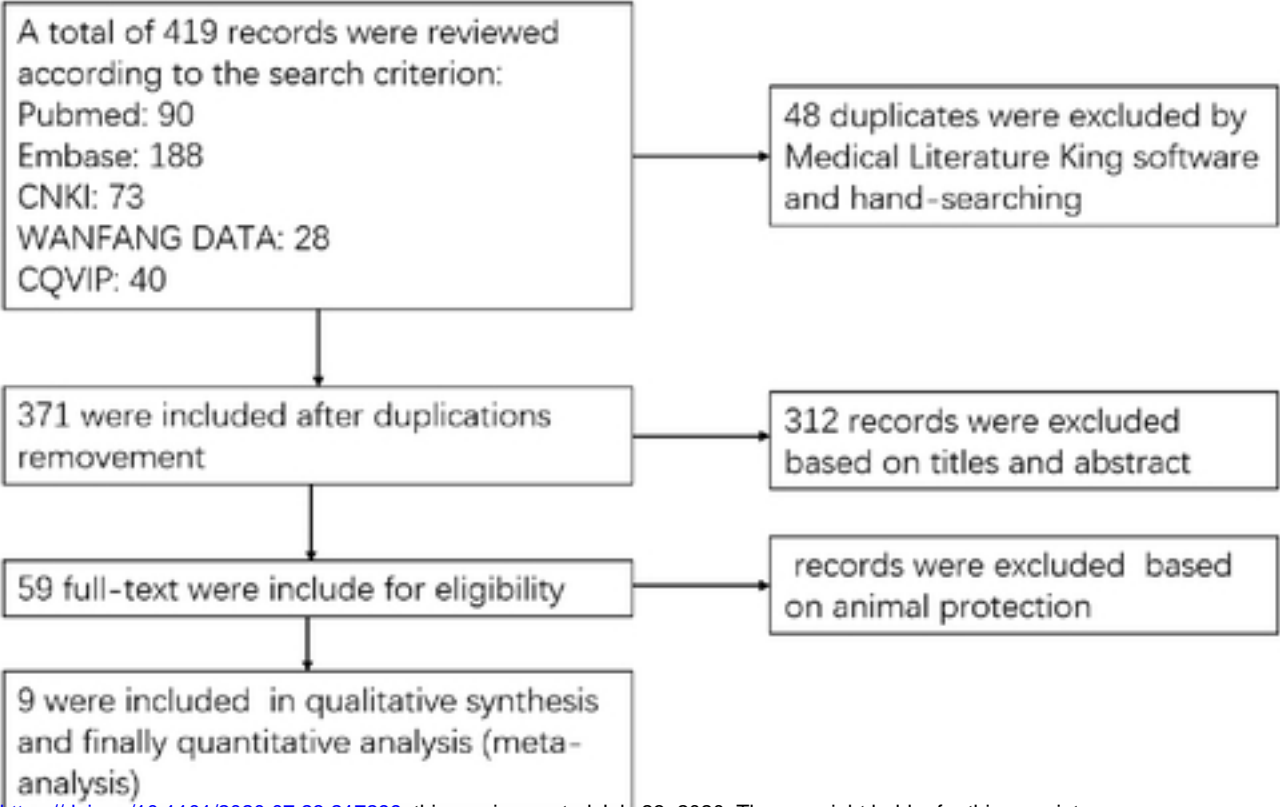 A total of 419 records were reviewed
according to the search criterion:
Pubmed: 90
Embase: 188
CNKI: 73
WANFANG DATA: 28
CQVIP: 40
48 duplicates were excluded by
Medical Literature King software
and hand-searching
371 were included after duplications
removement
312 records were excluded
based on titles and abstract
59 full-text were include for eligibility
records were excluded based
on animal protection
9 were included in qualitative synthesis
and finally quantitative analysis (meta-
analysis)